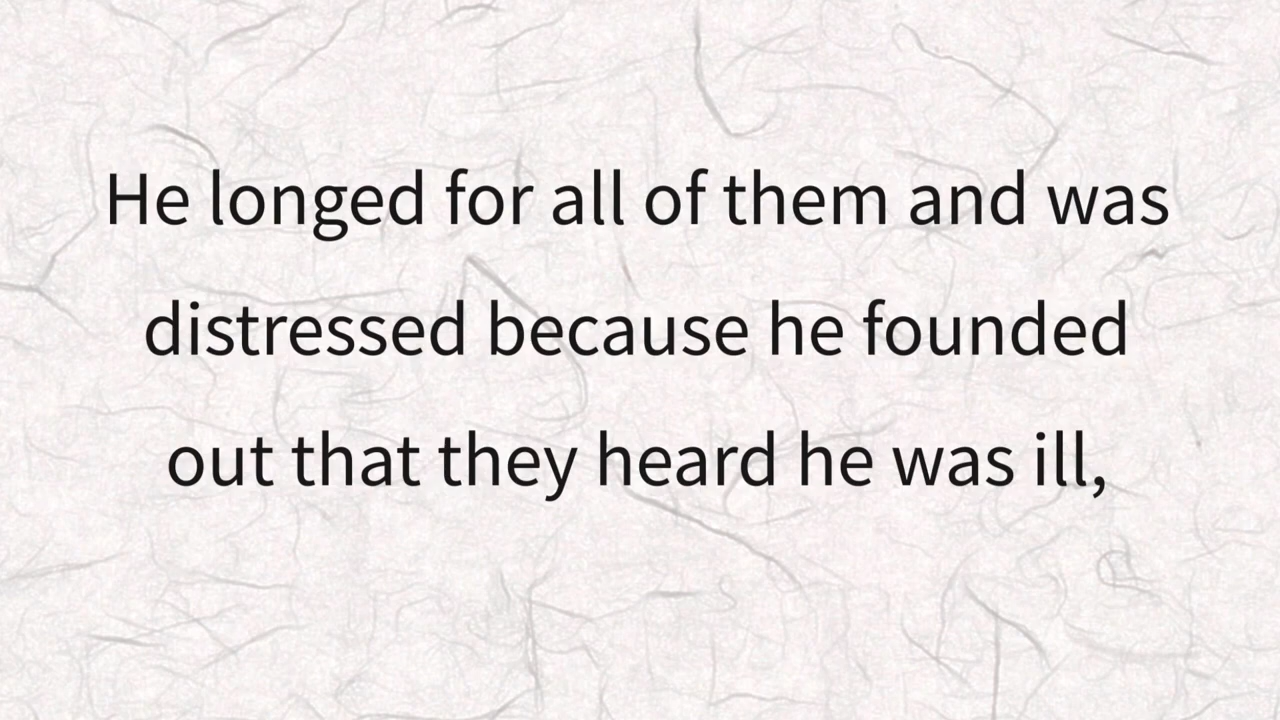 He longed for all of them and was
distressed because he founded
out that they heard he was ill,